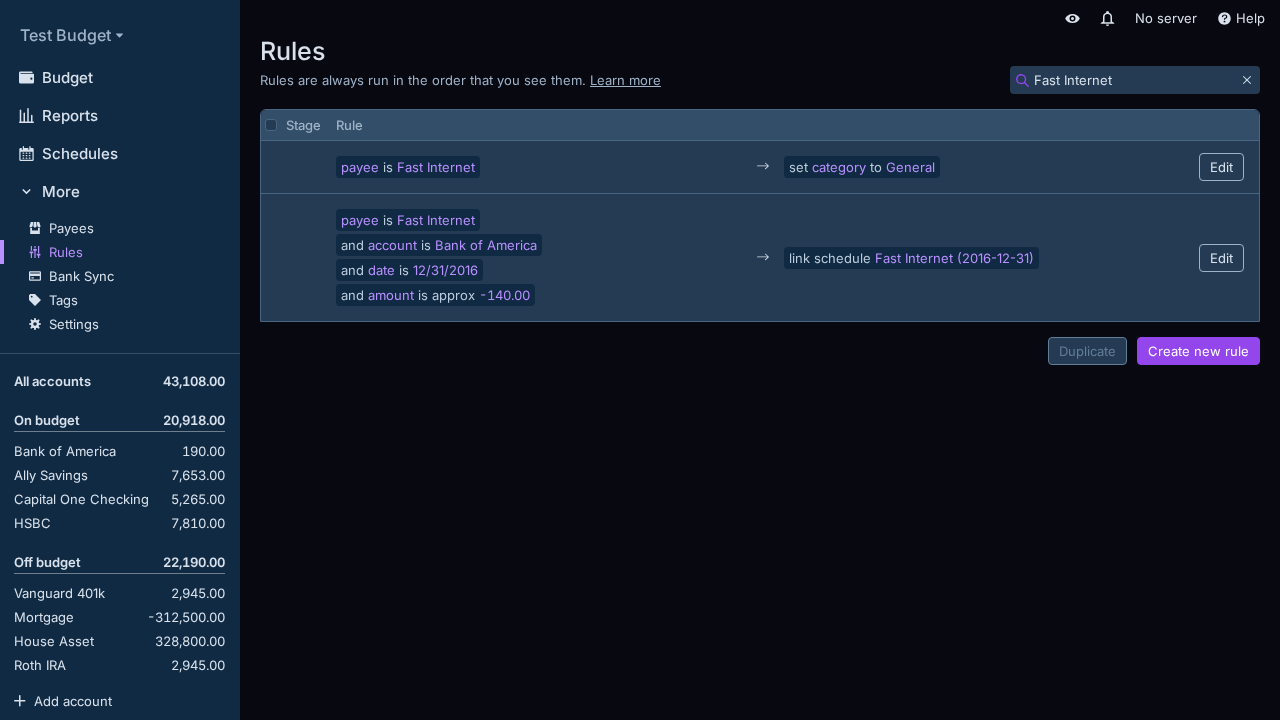 Test Budget
Budget
Reports
Schedules
More
Payees
Rules
Bank Sync
Tags
Settings
All accounts 43,108.00
On budget 20,918.00
Bank of America 190.00
Ally Savings 7,653.00
Capital One Checking 5,265.00
HSBC 7,810.00
Off budget 22,190.00
Vanguard 401k 2,945.00
Mortgage -312,500.00
House Asset 328,800.00
Roth IRA 2,945.00
Add account
No server Help
Rules
Rules are always run in the order that you see them. Learn more
Fast Internet
Stage Rule
payee is Fast Internet → set category to General Edit
payee is Fast Internet
and account is Bank of America
and date is 12/31/2016
and amount is approx -140.00
→ link schedule Fast Internet (2016-12-31) Edit
Duplicate Create new rule